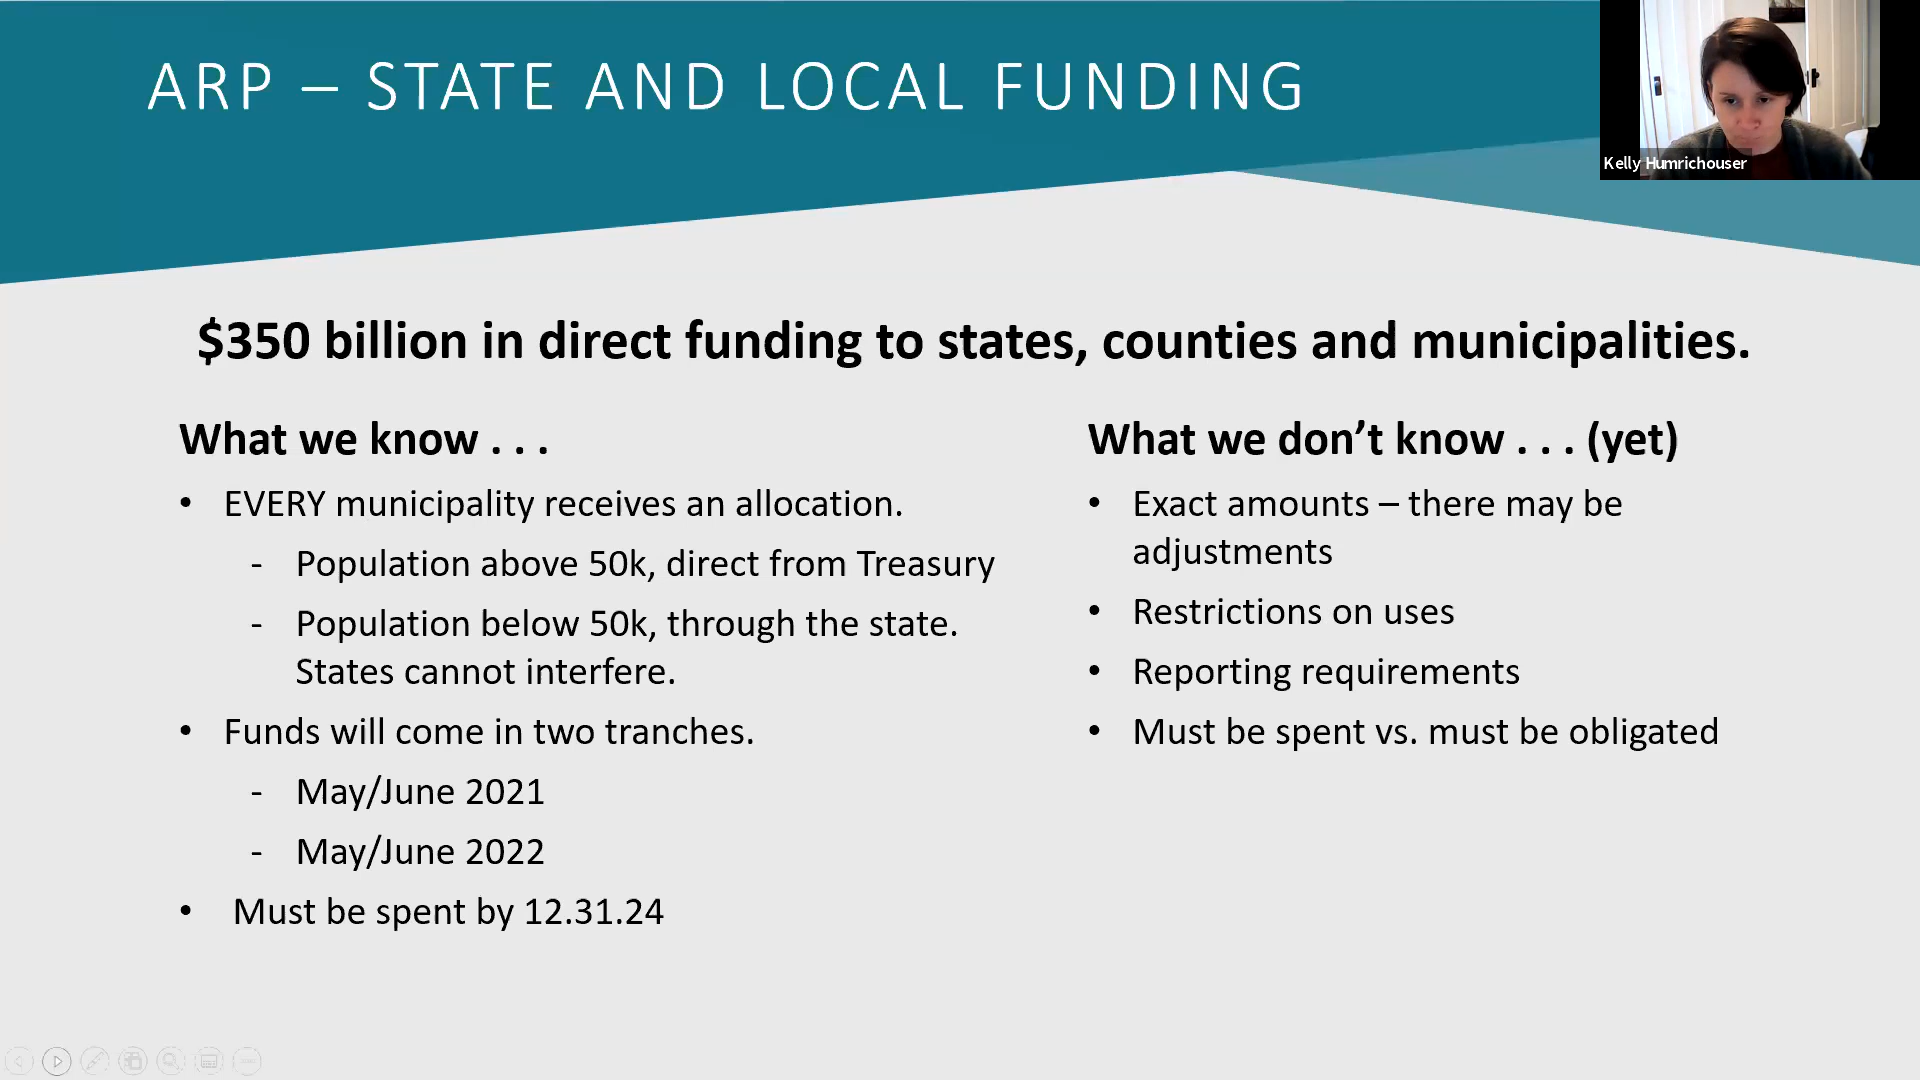 ARP – STATE AND LOCAL FUNDING
Kelly Humrichouser
$350 billion in direct funding to states, counties and municipalities.
What we know . . .
• EVERY municipality receives an allocation.
- Population above 50k, direct from Treasury
- Population below 50k, through the state.
States cannot interfere.
• Funds will come in two tranches.
- May/June 2021
- May/June 2022
• Must be spent by 12.31.24
What we don’t know . . . (yet)
• Exact amounts – there may be
adjustments
• Restrictions on uses
• Reporting requirements
• Must be spent vs. must be obligated